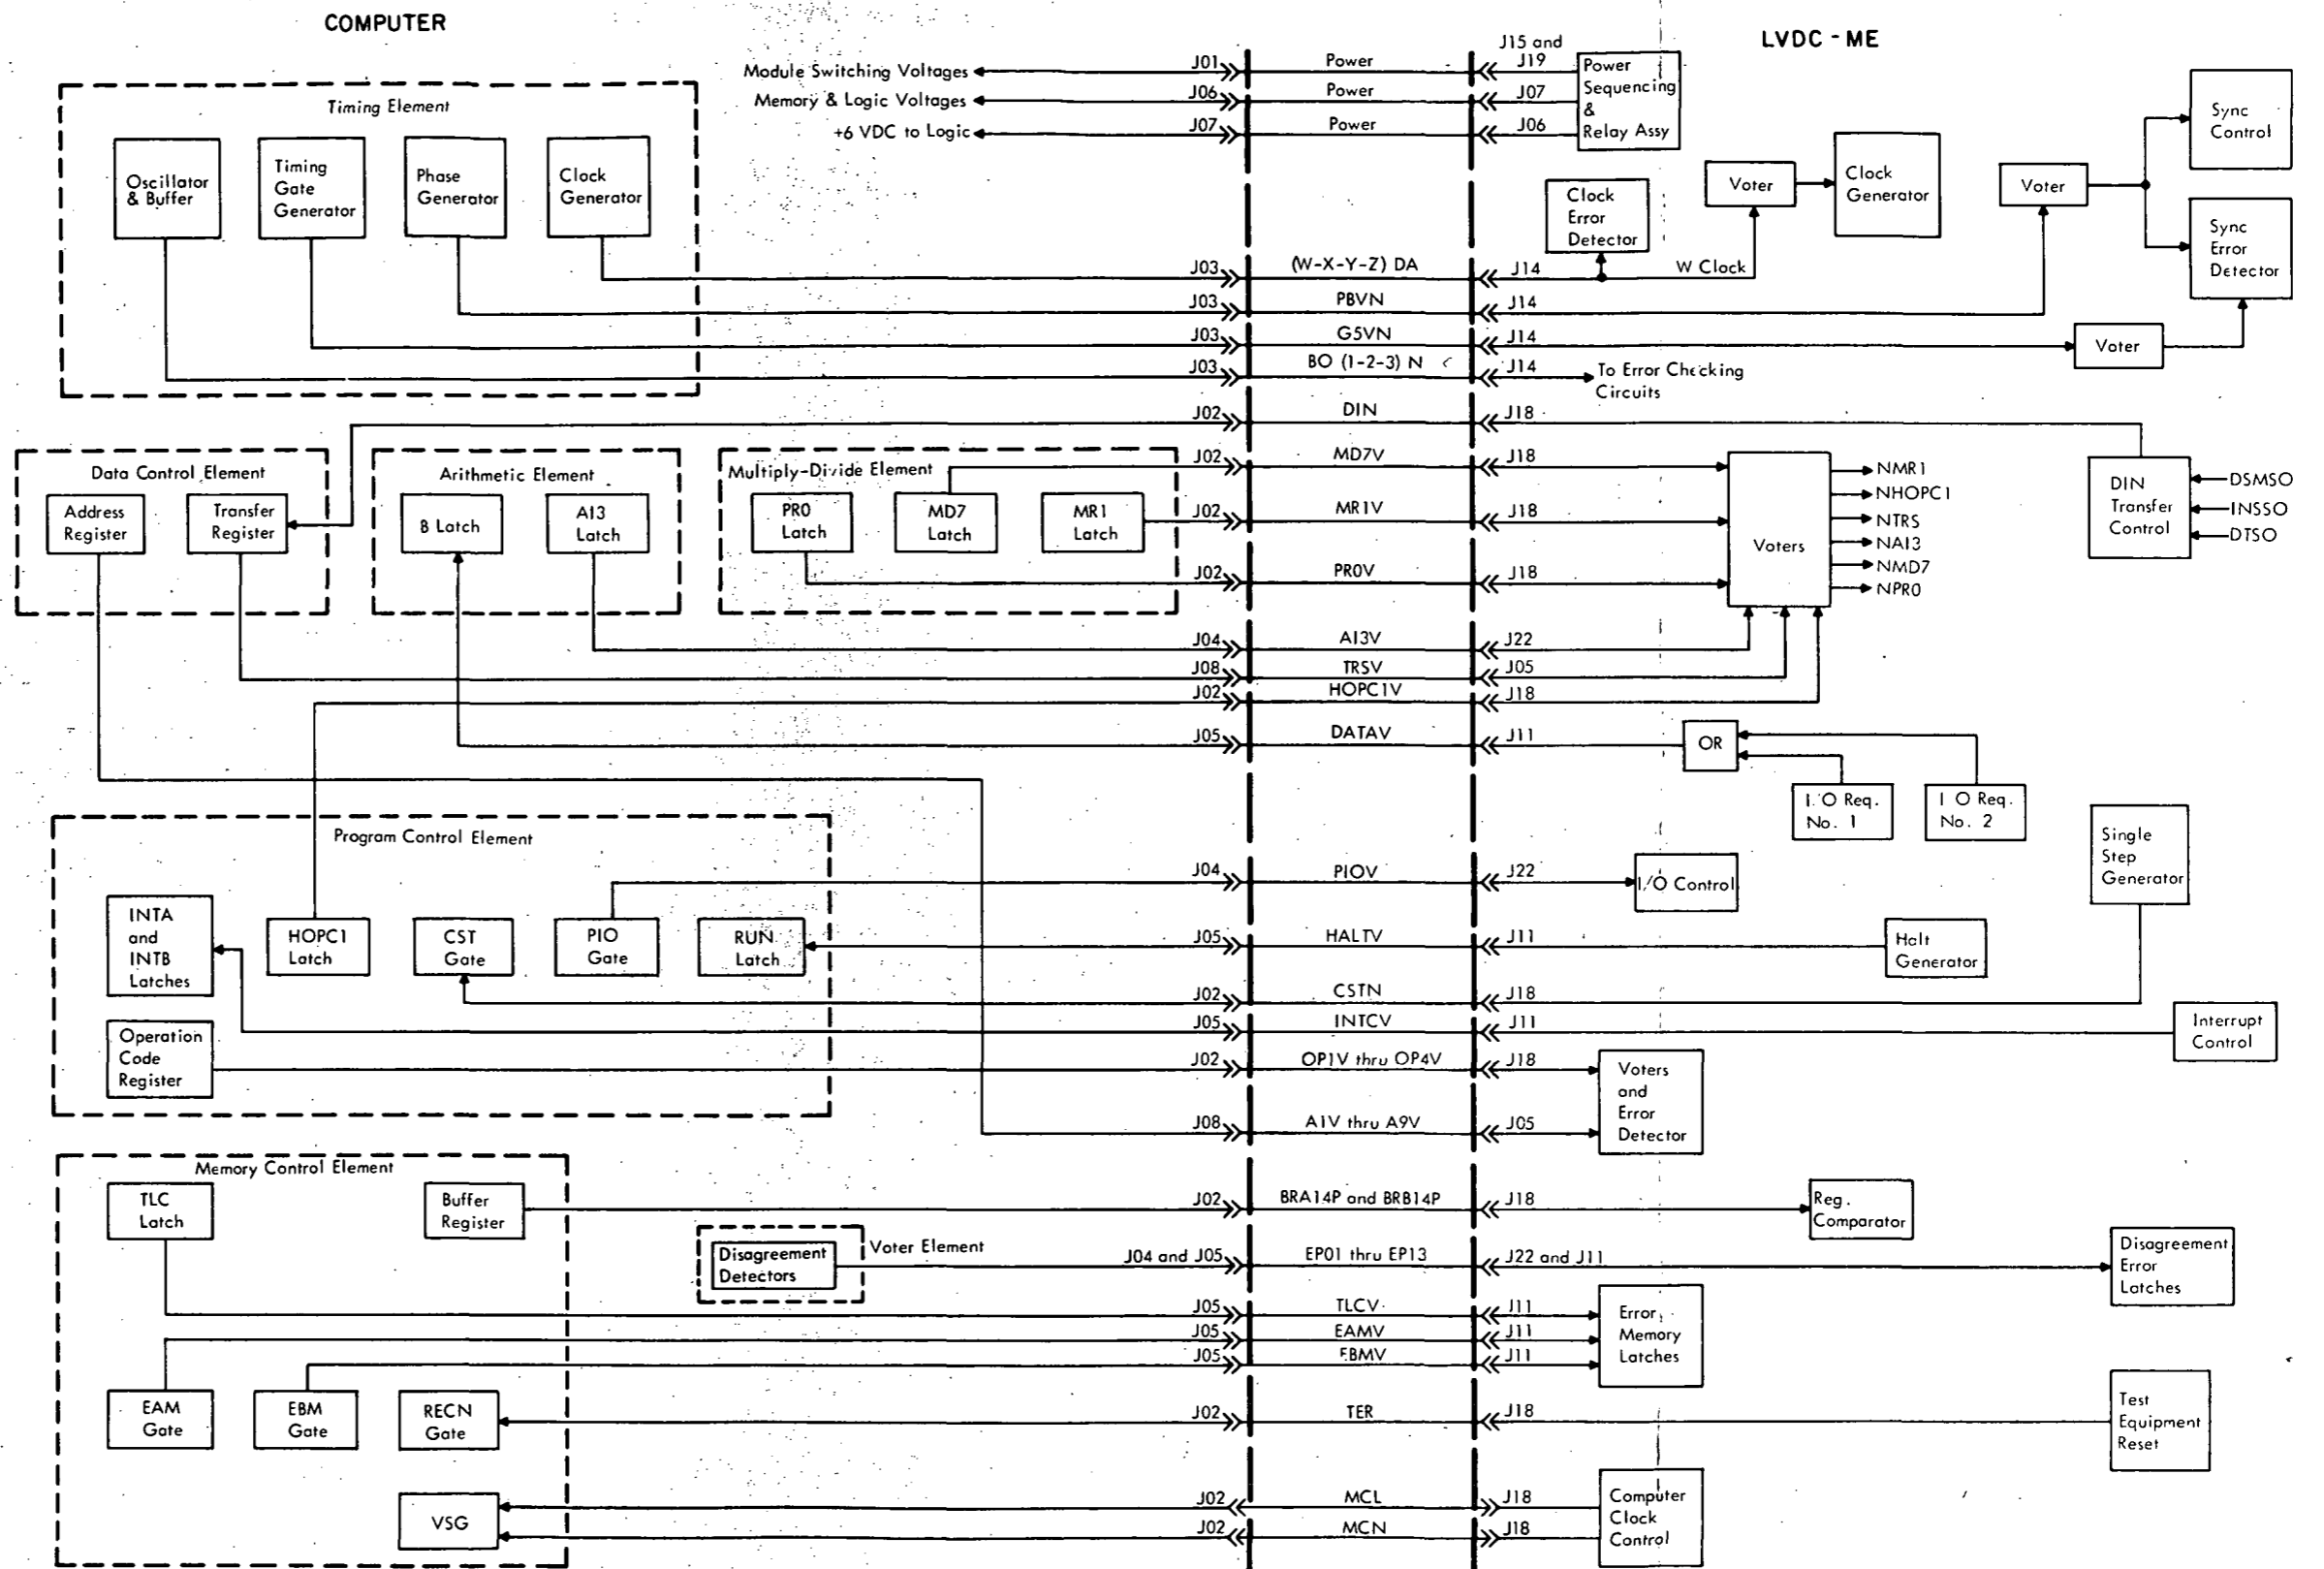 COMPUTER
LVDC - ME
Timing Element
Oscillator
& Buffer
Timing
Gate
Generator
Phase
Generator
Clock
Generator
Module Switching Voltages
Memory & Logic Voltages
+6 VDC to Logic
J01
Power
J15 and
J19
J06
Power
J07
J07
Power
J06
Power
Sequencing
&
Relay Assy
Clock
Error
Detector
Voter
Clock
Generator
Voter
Sync
Control
Sync
Error
Detector
Voter
J03
(W-X-Y-Z) DA
J14
W Clock
J03
PBVN
J14
J03
G5VN
J14
J03
BO (1-2-3) N
J14
To Error Checking
Circuits
J02
DIN
J18
Data Control Element
Address
Register
Transfer
Register
Arithmetic Element
B Latch
AI3
Latch
Multiply-Divide Element
PR0
Latch
MD7
Latch
MR1
Latch
J02
MD7V
J18
J02
MR1V
J18
J02
PR0V
J18
Voters
NMR1
NHOPC1
NTRS
NAI3
NMD7
NPR0
DIN
Transfer
Control
DSMSO
INSSO
DTSO
J04
AI3V
J22
J08
TRSV
J05
J02
HOPC1V
J18
J05
DATAV
J11
OR
I/O Req.
No. 1
I O Req.
No. 2
Single
Step
Generator
Program Control Element
INTA
and
INTB
Latches
HOPC1
Latch
CST
Gate
PIO
Gate
RUN
Latch
Operation
Code
Register
J04
PIOV
J22
I/O Control
J05
HALTV
J11
Halt
Generator
J02
CSTN
J18
J05
INTCV
J11
Interrupt
Control
J02
OP1V thru OP4V
J18
Voters
and
Error
Detector
J08
A1V thru A9V
J05
Memory Control Element
TLC
Latch
Buffer
Register
J02
BRA14P and BRB14P
J18
Reg.
Comparator
Disagreement
Detectors
Voter Element
J04 and J05
EP01 thru EP13
J22 and J11
Disagreement
Error
Latches
J05
TLCV
J11
J05
EAMV
J11
J05
EBMV
J11
Error
Memory
Latches
EAM
Gate
EBM
Gate
RECN
Gate
J02
TER
J18
Test
Equipment
Reset
VSG
J02
MCL
J18
J02
MCN
J18
Computer
Clock
Control